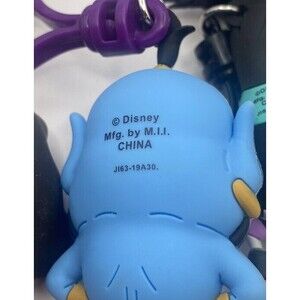 © Disney
Mfg. by M.I.I.
CHINA
JI63-19A30.